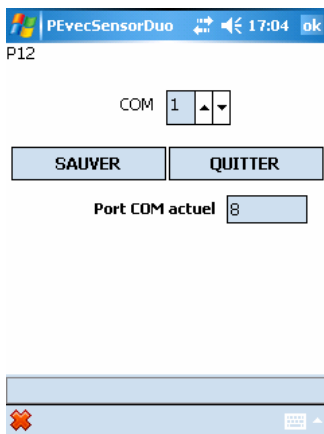 PEvecSensorDuo 17:04 ok
P12
COM 1
SAUVER QUITTER
Port COM actuel 8